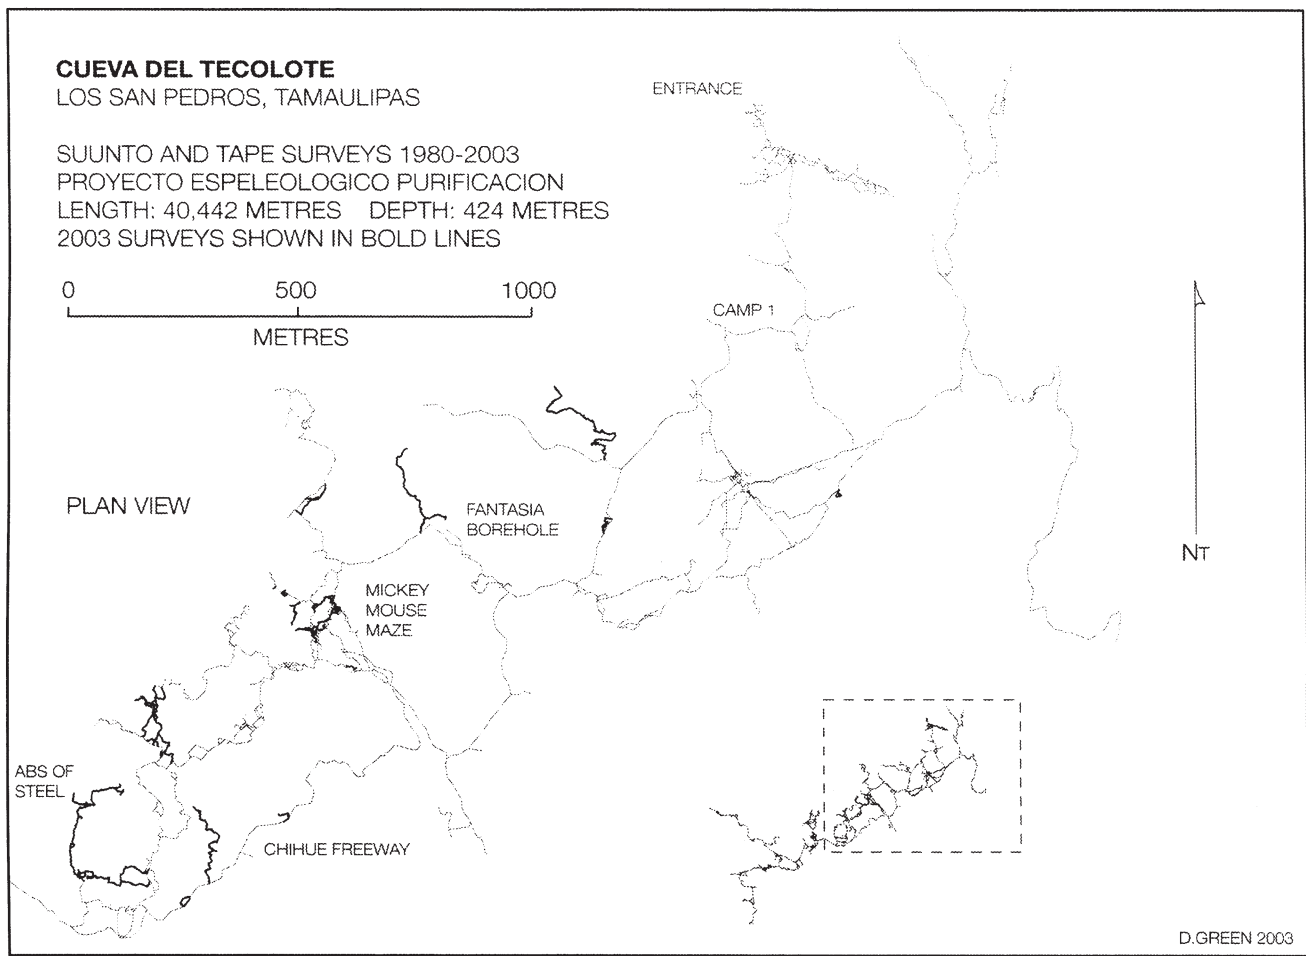 CUEVA DEL TECOLOTE
LOS SAN PEDROS, TAMAULIPAS
SUUNTO AND TAPE SURVEYS 1980-2003
PROYECTO ESPELEOLOGICO PURIFICACION
LENGTH: 40,442 METRES DEPTH: 424 METRES
2003 SURVEYS SHOWN IN BOLD LINES
0 500 1000
METRES
ENTRANCE
CAMP 1
PLAN VIEW
FANTASIA
BOREHOLE
NT
MICKEY
MOUSE
MAZE
ABS OF
STEEL
CHIHUE FREEWAY
D.GREEN 2003